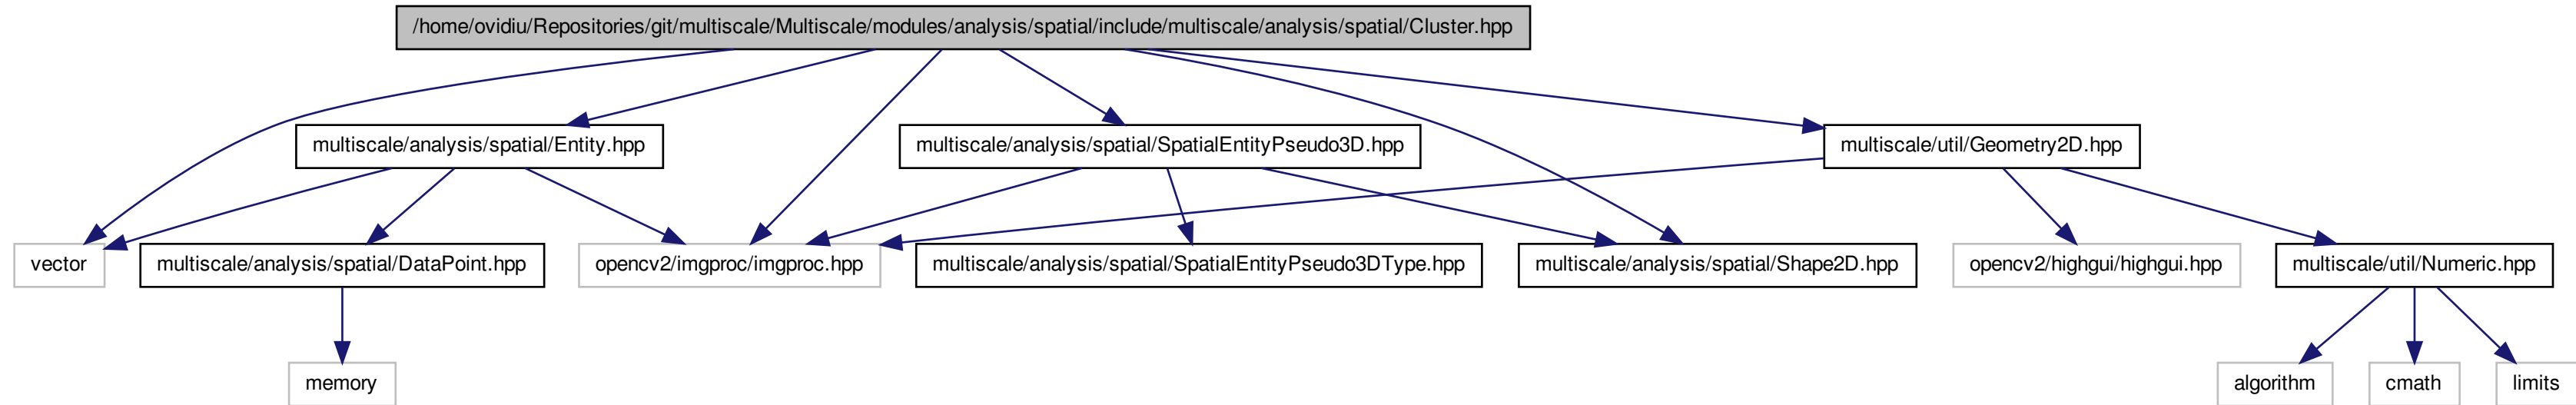 /home/ovidiu/Repositories/git/multiscale/Multiscale/modules/analysis/spatial/include/multiscale/analysis/spatial/Cluster.hpp
multiscale/analysis/spatial/Entity.hpp
multiscale/analysis/spatial/SpatialEntityPseudo3D.hpp
multiscale/util/Geometry2D.hpp
vector
multiscale/analysis/spatial/DataPoint.hpp
opencv2/imgproc/imgproc.hpp
multiscale/analysis/spatial/SpatialEntityPseudo3DType.hpp
multiscale/analysis/spatial/Shape2D.hpp
opencv2/highgui/highgui.hpp
multiscale/util/Numeric.hpp
memory
algorithm
cmath
limits